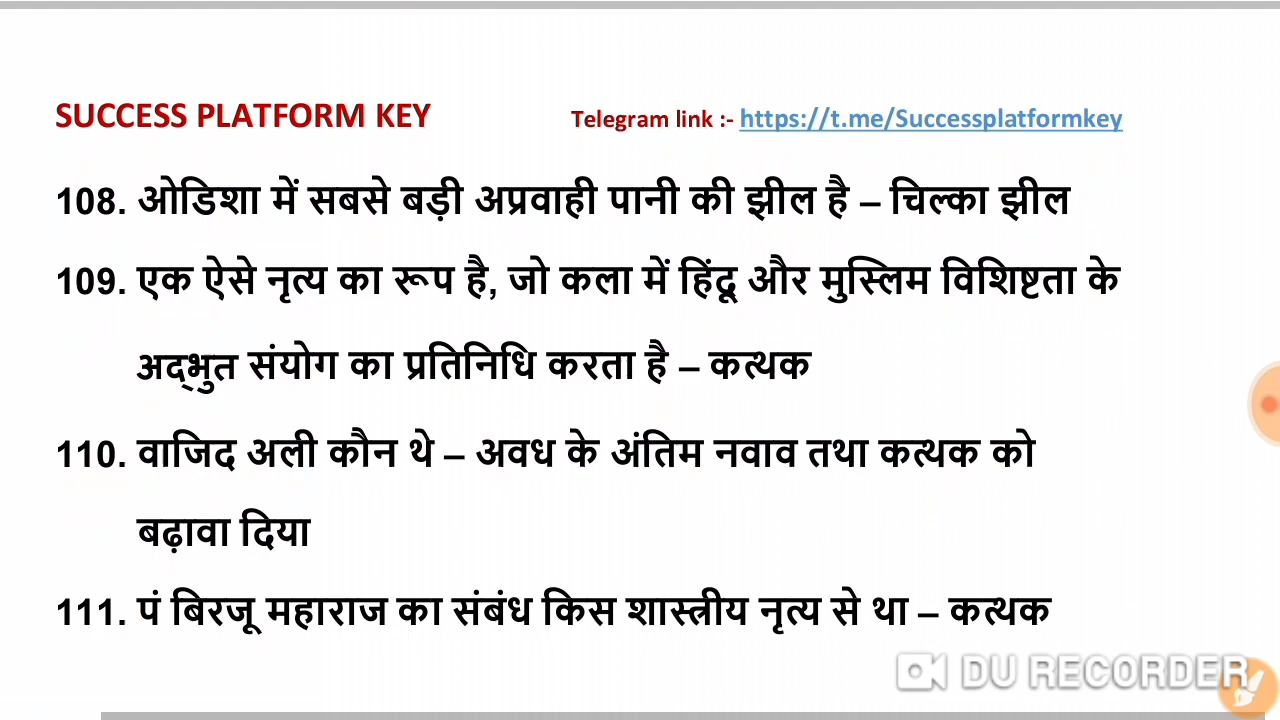 SUCCESS PLATFORM KEY Telegram link :- https://t.me/Successplatformkey
108. ओडिशा में सबसे बड़ी अप्रवाही पानी की झील है – चिल्का झील
109. एक ऐसे नृत्य का रूप है, जो कला में हिंदू और मुस्लिम विशिष्टता के
अद्भुत संयोग का प्रतिनिधि करता है – कत्थक
110. वाजिद अली कौन थे – अवध के अंतिम नवाव तथा कत्थक को
बढ़ावा दिया
111. पं बिरजू महाराज का संबंध किस शास्त्रीय नृत्य से था – कत्थक
DU RECORDER